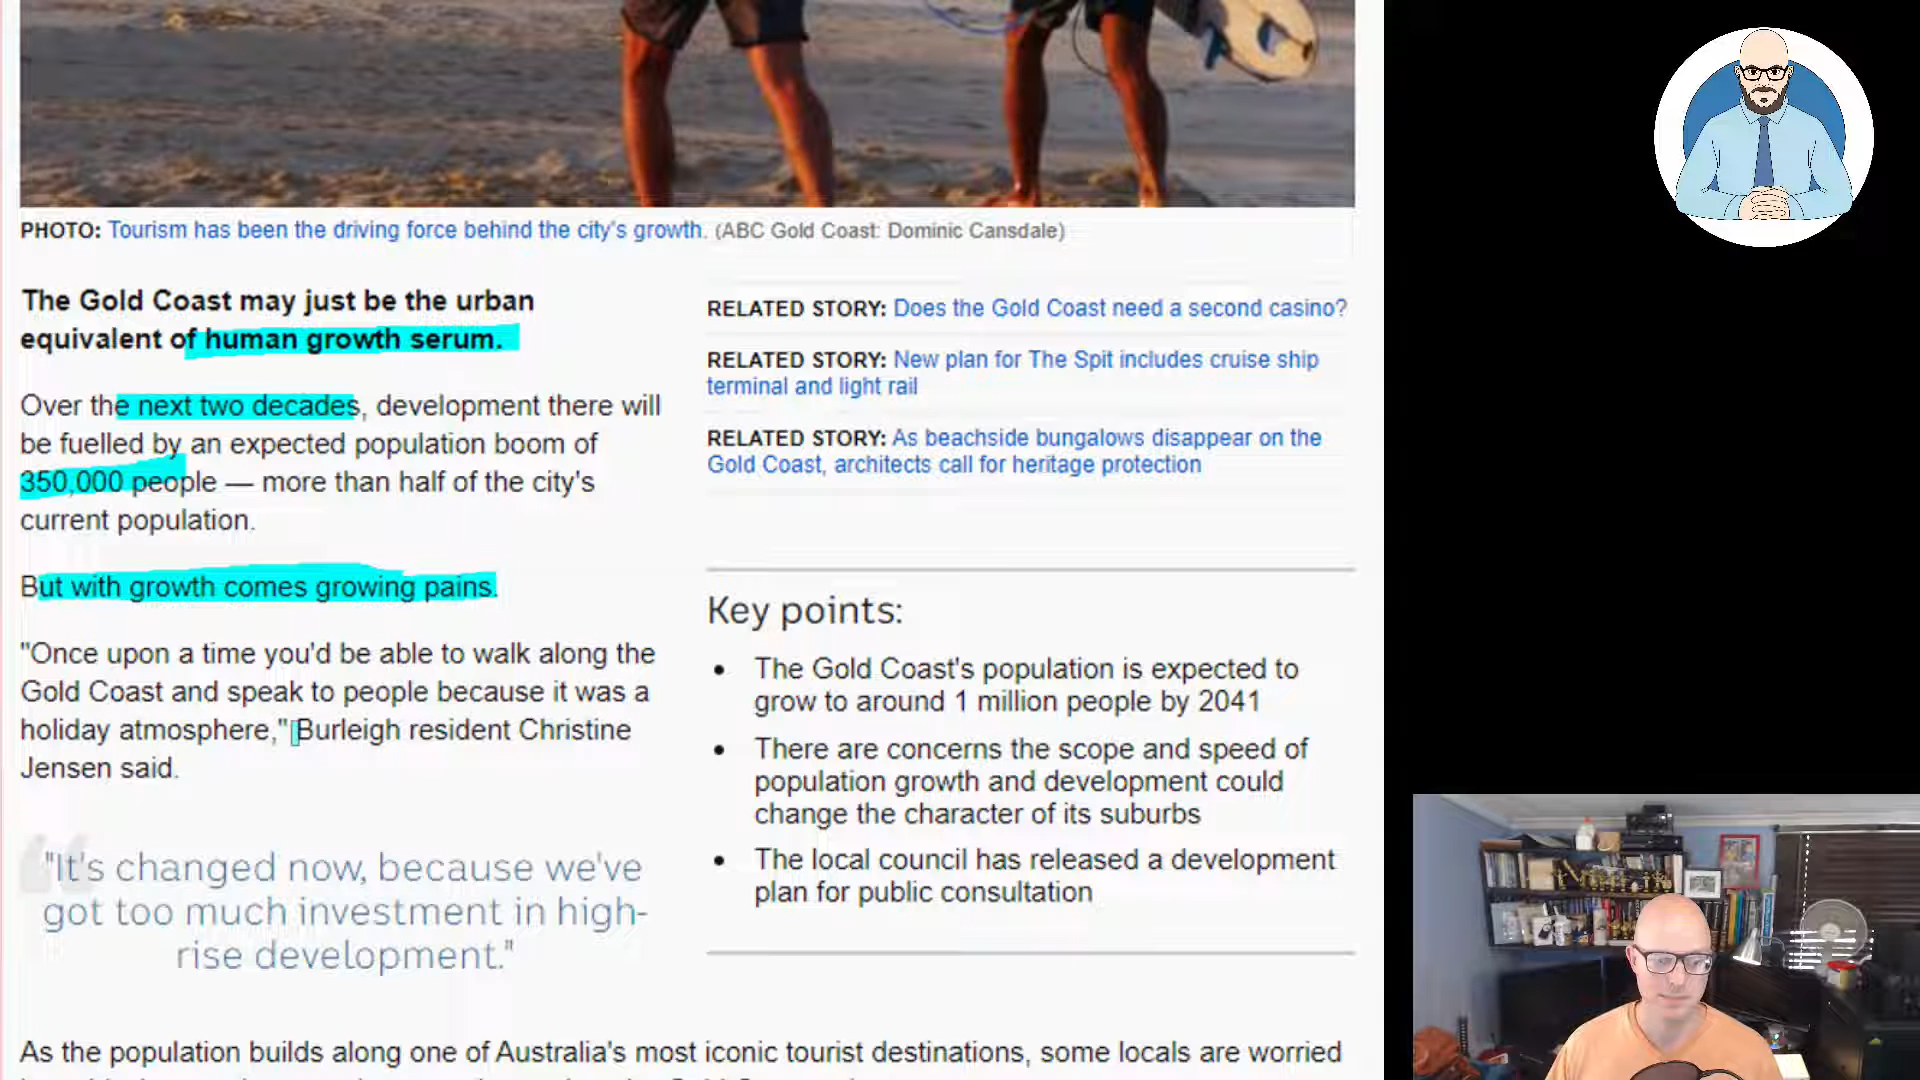 PHOTO: Tourism has been the driving force behind the city's growth. (ABC Gold Coast: Dominic Cansdale)
The Gold Coast may just be the urban
equivalent of human growth serum.
Over the next two decades, development there will
be fuelled by an expected population boom of
350,000 people — more than half of the city's
current population.
But with growth comes growing pains.
"Once upon a time you'd be able to walk along the
Gold Coast and speak to people because it was a
holiday atmosphere," Burleigh resident Christine
Jensen said.
"It's changed now, because we've
got too much investment in high-
rise development."
RELATED STORY: Does the Gold Coast need a second casino?
RELATED STORY: New plan for The Spit includes cruise ship
terminal and light rail
RELATED STORY: As beachside bungalows disappear on the
Gold Coast, architects call for heritage protection
Key points:
• The Gold Coast's population is expected to
grow to around 1 million people by 2041
• There are concerns the scope and speed of
population growth and development could
change the character of its suburbs
• The local council has released a development
plan for public consultation
As the population builds along one of Australia's most iconic tourist destinations, some locals are worried